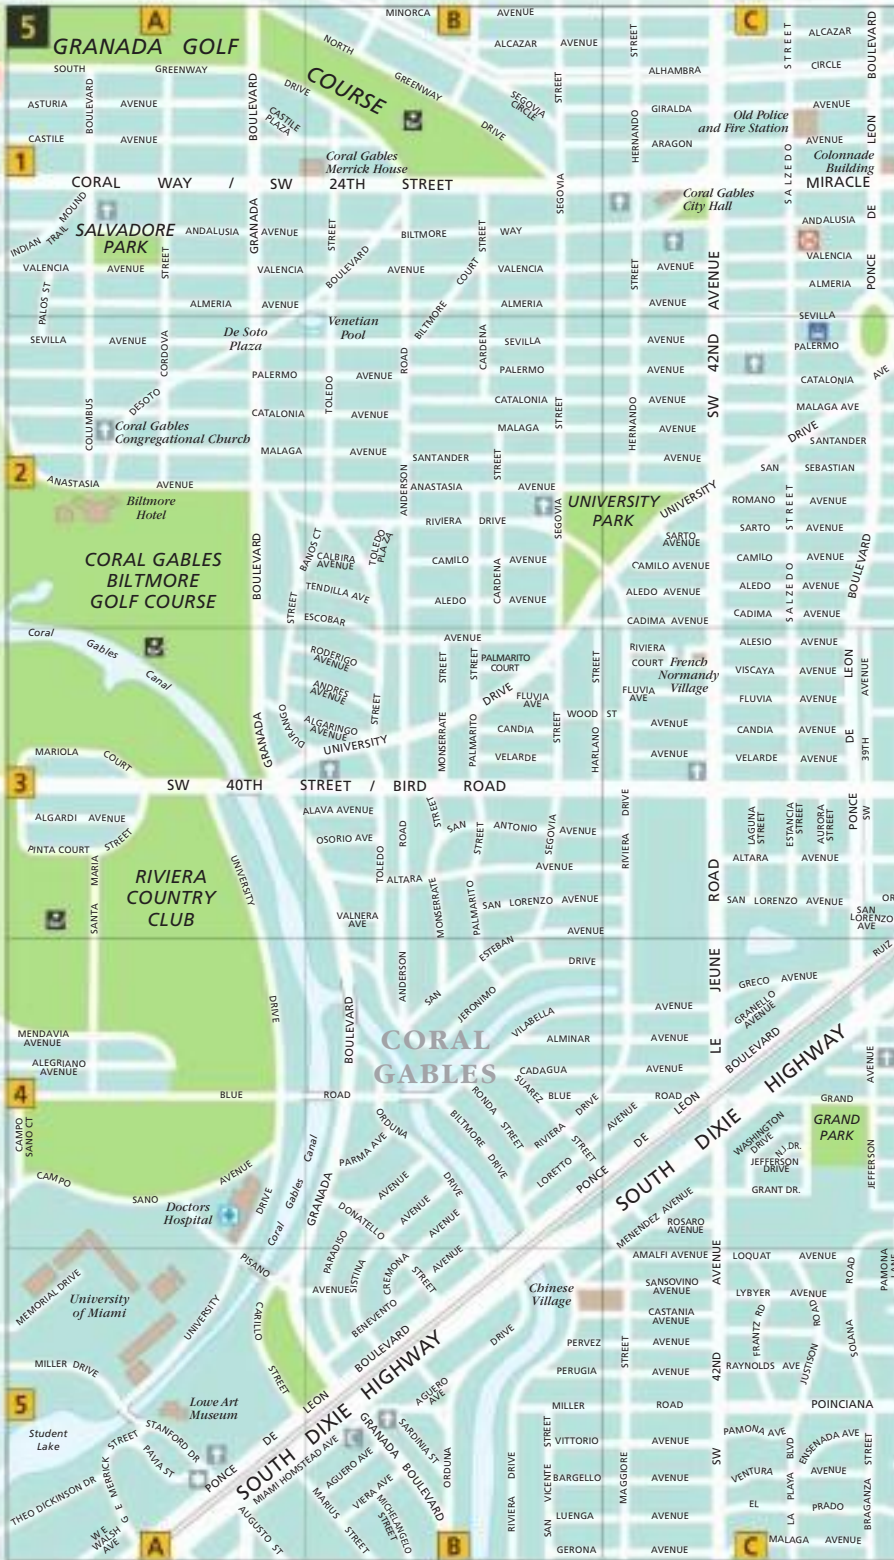 5
A
B
C
GRANADA GOLF
COURSE
MINORCA AVENUE
ALCAZAR AVENUE
ALCAZAR
SOUTH GREENWAY
DRIVE
NORTH GREENWAY
DRIVE
ALHAMBRA
CIRCLE
SEGOVIA
CIRCLE
ASTURIA AVENUE
CASTILE AVENUE
CASTILE
PLAZA
GIRALDA
AVENUE
ARAGON
AVENUE
BOULEVARD
BOULEVARD
STREET
HERNANDO
STREET
SALZEDO
BOULEVARD
LEON
DE
PONCE
Old Police
and Fire Station
Colonnade
Building
Coral Gables
Merrick House
1
CORAL WAY / SW 24TH STREET
MIRACLE
Coral Gables
City Hall
INDIAN MOUND
TRAIL
SALVADORE
PARK
ANDALUSIA AVENUE
BILTMORE WAY
ANDALUSIA
VALENCIA AVENUE
VALENCIA AVENUE VALENCIA
AVENUE
VALENCIA
ALMERIA AVENUE
ALMERIA AVENUE
ALMERIA
SEVILLA AVENUE
SEVILLA AVENUE
SEVILLA
De Soto
Plaza
Venetian
Pool
PALERMO AVENUE
PALERMO AVENUE
PALERMO
CATALONIA AVENUE
CATALONIA AVENUE
CATALONIA
MALAGA AVENUE
MALAGA AVENUE
MALAGA AVE
PALOS ST
COLUMBUS
CORDOVA
STREET
DESOTO
BOULEVARD
GRANADA
TOLEDO
STREET
ANDERSON
ROAD
BILTMORE
COURT
CARDENA
STREET
SEGOVIA
STREET
HERNANDO
STREET
SW 42ND AVENUE
AVE
Coral Gables
Congregational Church
2
SANTANDER
AVENUE
SANTANDER
ANASTASIA AVENUE
ANASTASIA AVENUE
SAN SEBASTIAN
Biltmore
Hotel
UNIVERSITY
PARK
UNIVERSITY DRIVE
CORAL GABLES
BILTMORE
GOLF COURSE
RIVIERA DRIVE
ROMANO AVENUE
SARTO
AVENUE
SARTO AVENUE
BANOS CT
CALBIRA
AVENUE
TOLEDO
PLAZA
CAMILO AVENUE
CAMILO AVENUE
CAMILO AVENUE
TENDILLA AVE
ALEDO AVENUE
ALEDO AVENUE
ALEDO AVENUE
ESCOBAR
AVENUE
CADIMA AVENUE
CADIMA AVENUE
CARDENA
STREET
SEGOVIA
SALZEDO STREET
BOULEVARD
Coral Gables Canal
RODERIGO
AVENUE
ANDRES
AVENUE
ALGARINGO
AVENUE
DURANGO
STREET
GRANADA
BOULEVARD
STREET
PALMARITO
COURT
RIVIERA
COURT
French
Normandy
Village
ALESIO AVENUE
VISCAYA AVENUE
FLUVIA
AVE
FLUVIA
AVE
FLUVIA AVENUE
WOOD ST
CANDIA
AVENUE
CANDIA AVENUE
VELARDE
AVENUE
VELARDE AVENUE
UNIVERSITY DRIVE
MONSERRATE
STREET
PALMARITO
STREET
STREET
HARLANO
STREET
LEON
DE
PONCE
SW 39TH AVENUE
MARIOLA COURT
3
SW 40TH STREET / BIRD ROAD
ALGARDI AVENUE
PINTA COURT
SANTA MARIA
STREET
RIVIERA
COUNTRY
CLUB
UNIVERSITY
DRIVE
ALAVA AVENUE
OSORIO AVE
TOLEDO
STREET
SAN ANTONIO AVENUE
ALTARA
AVENUE
SAN LORENZO AVENUE
VALNERA
AVE
SAN ESTEBAN
AVENUE
JERONIMO
DRIVE
ANDERSON
ROAD
MONSERRATE
PALMARITO
STREET
SEGOVIA
RIVIERA
DRIVE
LE JEUNE ROAD
LAGUNA
STREET
ESTANCIA
STREET
AURORA
STREET
ALTARA AVENUE
SAN LORENZO AVENUE
SAN
LORENZO
AVE
OR
RUIZ
GRECO AVENUE
GRANELLO
AVENUE
BOULEVARD
VILABELLA
AVENUE
CORAL
GABLES
ALMINAR AVENUE
CADAGUA AVENUE
MENDAVIA
AVENUE
ALEGRIANO
AVENUE
4
BLUE ROAD
BLUE ROAD
CAMPO
SANO CT
CAMPO SANO AVENUE
Doctors
Hospital
PISANO
DRIVE
Coral Gables Canal
GRANADA
BOULEVARD
ORDUNA
DRIVE
PARMA AVE
AVENUE
DONATELLO
AVENUE
PARADISO
AVENUE
SISTINA
AVENUE
CREMONA
STREET
AVENUE
BENEVENTO
BILTMORE DRIVE
RONDA
STREET
SUAREZ
STREET
RIVIERA DRIVE
LORETTO
AVENUE
PONCE DE LEON
SOUTH DIXIE HIGHWAY
GRAND
GRAND
PARK
AVENUE
JEFFERSON
WASHINGTON
DRIVE
N.J. DR.
JEFFERSON
DRIVE
GRANT DR.
MENENDEZ AVENUE
ROSARO
AVENUE
AMALFI AVENUE
SANSOVINO
AVENUE
CASTANIA
AVENUE
LOQUAT AVENUE
LYBYER AVENUE
FRANTZ RD
RAYNOLDS AVE
JUSTISON
ROAD
SOLANA
ROAD
PAMONA
LANE
Chinese
Village
PERVEZ AVENUE
PERUGIA AVENUE
University
of Miami
MEMORIAL DRIVE
MILLER DRIVE
UNIVERSITY
CARILLO
STREET
5
MILLER ROAD
POINCIANA
Lowe Art
Museum
Student
Lake
STANFORD DR
PAVIA ST
STREET
G E MERRICK
THEO DICKINSON DR
W.E.
WALSH
AVE
PONCE DE LEON BOULEVARD
SOUTH DIXIE HIGHWAY
MIAMI HOMSTEAD AVE
AUGUSTO ST
MARIUS
STREET
AGUERO AVE
VIERA AVE
MICHELANGELO
STREET
GRANADA
BOULEVARD
SARDINIA ST
AGUERO
AVE
ORDUNA
DRIVE
RIVIERA DRIVE
SAN VICENTE STREET
VITTORIO AVENUE
BARGELLO AVENUE
LUENGA AVENUE
GERONA AVENUE
MAGGIORE
STREET
SW 42ND AVENUE
PAMONA AVE
VENTURA AVENUE
EL PRADO
MALAGA AVENUE
LA PLAYA BLVD
ENSENADA AVE
BRAGANZA STREET
A
B
C